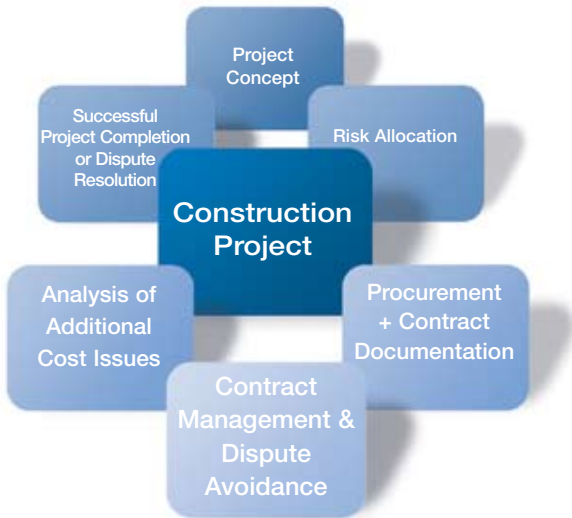 Project
Concept
Risk Allocation
Successful
Project Completion
or Dispute
Resolution
Construction
Project
Procurement
+ Contract
Documentation
Analysis of
Additional
Cost Issues
Contract
Management &
Dispute
Avoidance